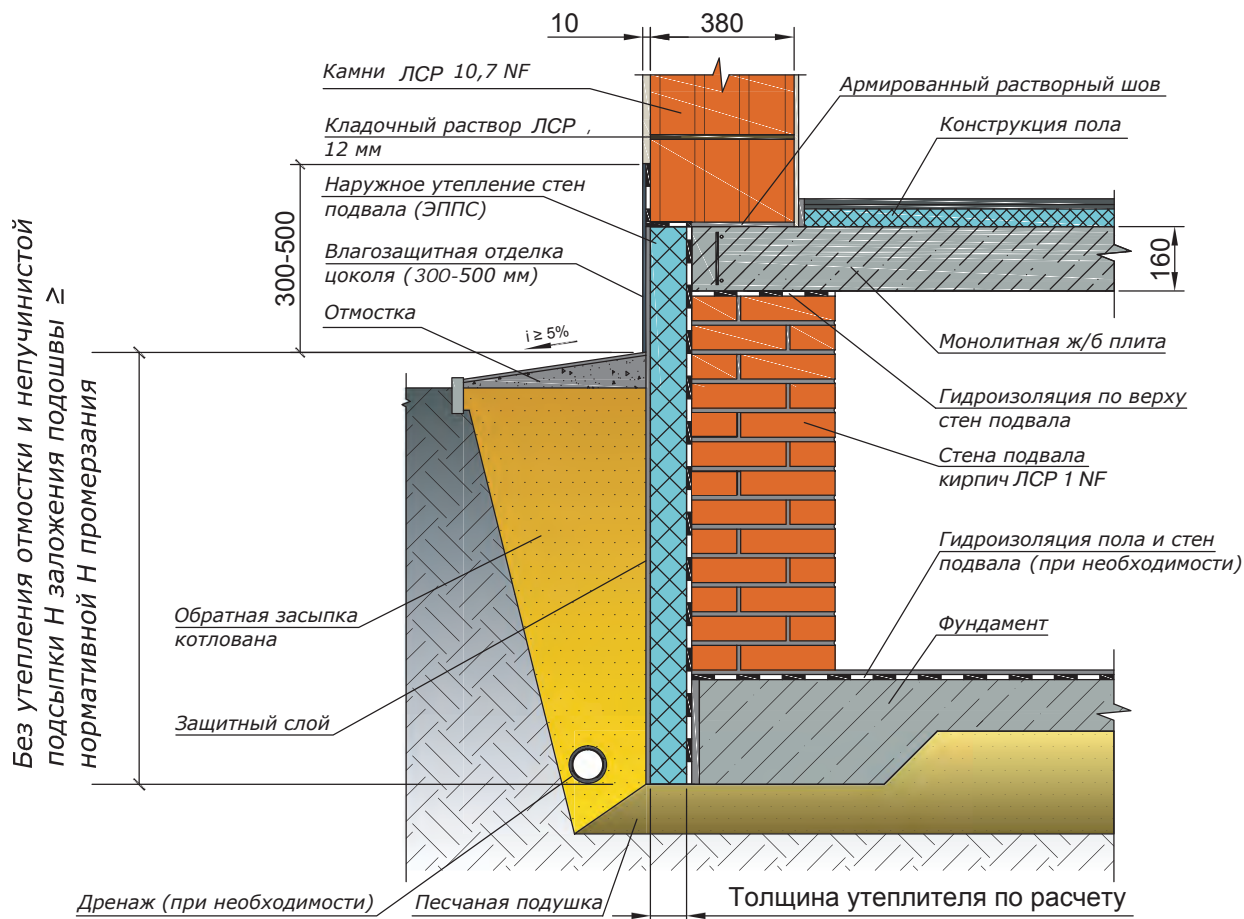 10
380
Камни ЛСР 10,7 NF
Кладочный раствор ЛСР ,
12 мм
Наружное утепление стен
подвала (ЭППС)
Влагозащитная отделка
цоколя (300-500 мм)
Отмостка
i ≥ 5%
300-500
Без утепления отмостки и непучинистой
подсыпки Н заложения подошвы ≥
нормативной Н промерзания
Армированный растворный шов
Конструкция пола
160
Монолитная ж/б плита
Гидроизоляция по верху
стен подвала
Стена подвала
кирпич ЛСР 1 NF
Гидроизоляция пола и стен
подвала (при необходимости)
Фундамент
Обратная засыпка
котлована
Защитный слой
Дренаж (при необходимости)
Песчаная подушка
Толщина утеплителя по расчету